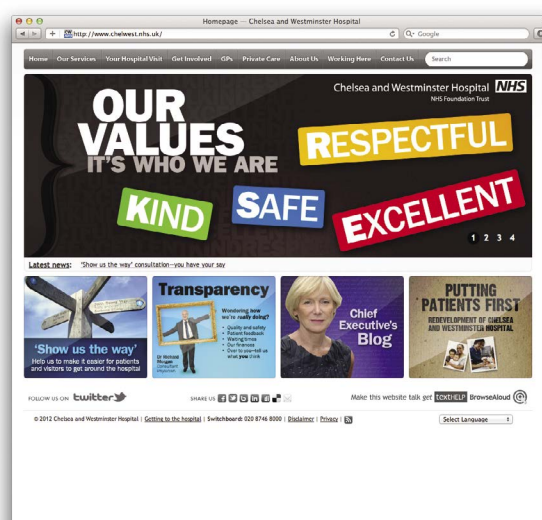 Homepage — Chelsea and Westminster Hospital
http://www.chelwest.nhs.uk/
Google
Home Our Services Your Hospital Visit Get Involved GPs Private Care About Us Working Here Contact Us Search
Chelsea and Westminster Hospital NHS
NHS Foundation Trust
OUR
VALUES
IT'S WHO WE ARE
RESPECTFUL
KIND
SAFE
EXCELLENT
1 2 3 4
Latest news: 'Show us the way' consultation—you have your say
'Show us the way'
Help us to make it easier for patients
and visitors to get around the hospital
Transparency
Wondering how
we're really doing?
• Quality and safety
• Patient feedback
• Waiting times
• Our finances
• Over to you—tell us
what you think
Dr Michael
Morgan
consultant
Chief
Executive's
Blog
PUTTING
PATIENTS FIRST
REDEVELOPMENT OF CHELSEA
AND WESTMINSTER HOSPITAL
FOLLOW US ON twitter
SHARE US
Make this website talk get textHELP BrowseAloud
© 2012 Chelsea and Westminster Hospital | Getting to the hospital | Switchboard: 020 8746 8000 | Disclaimer | Privacy |
Select Language